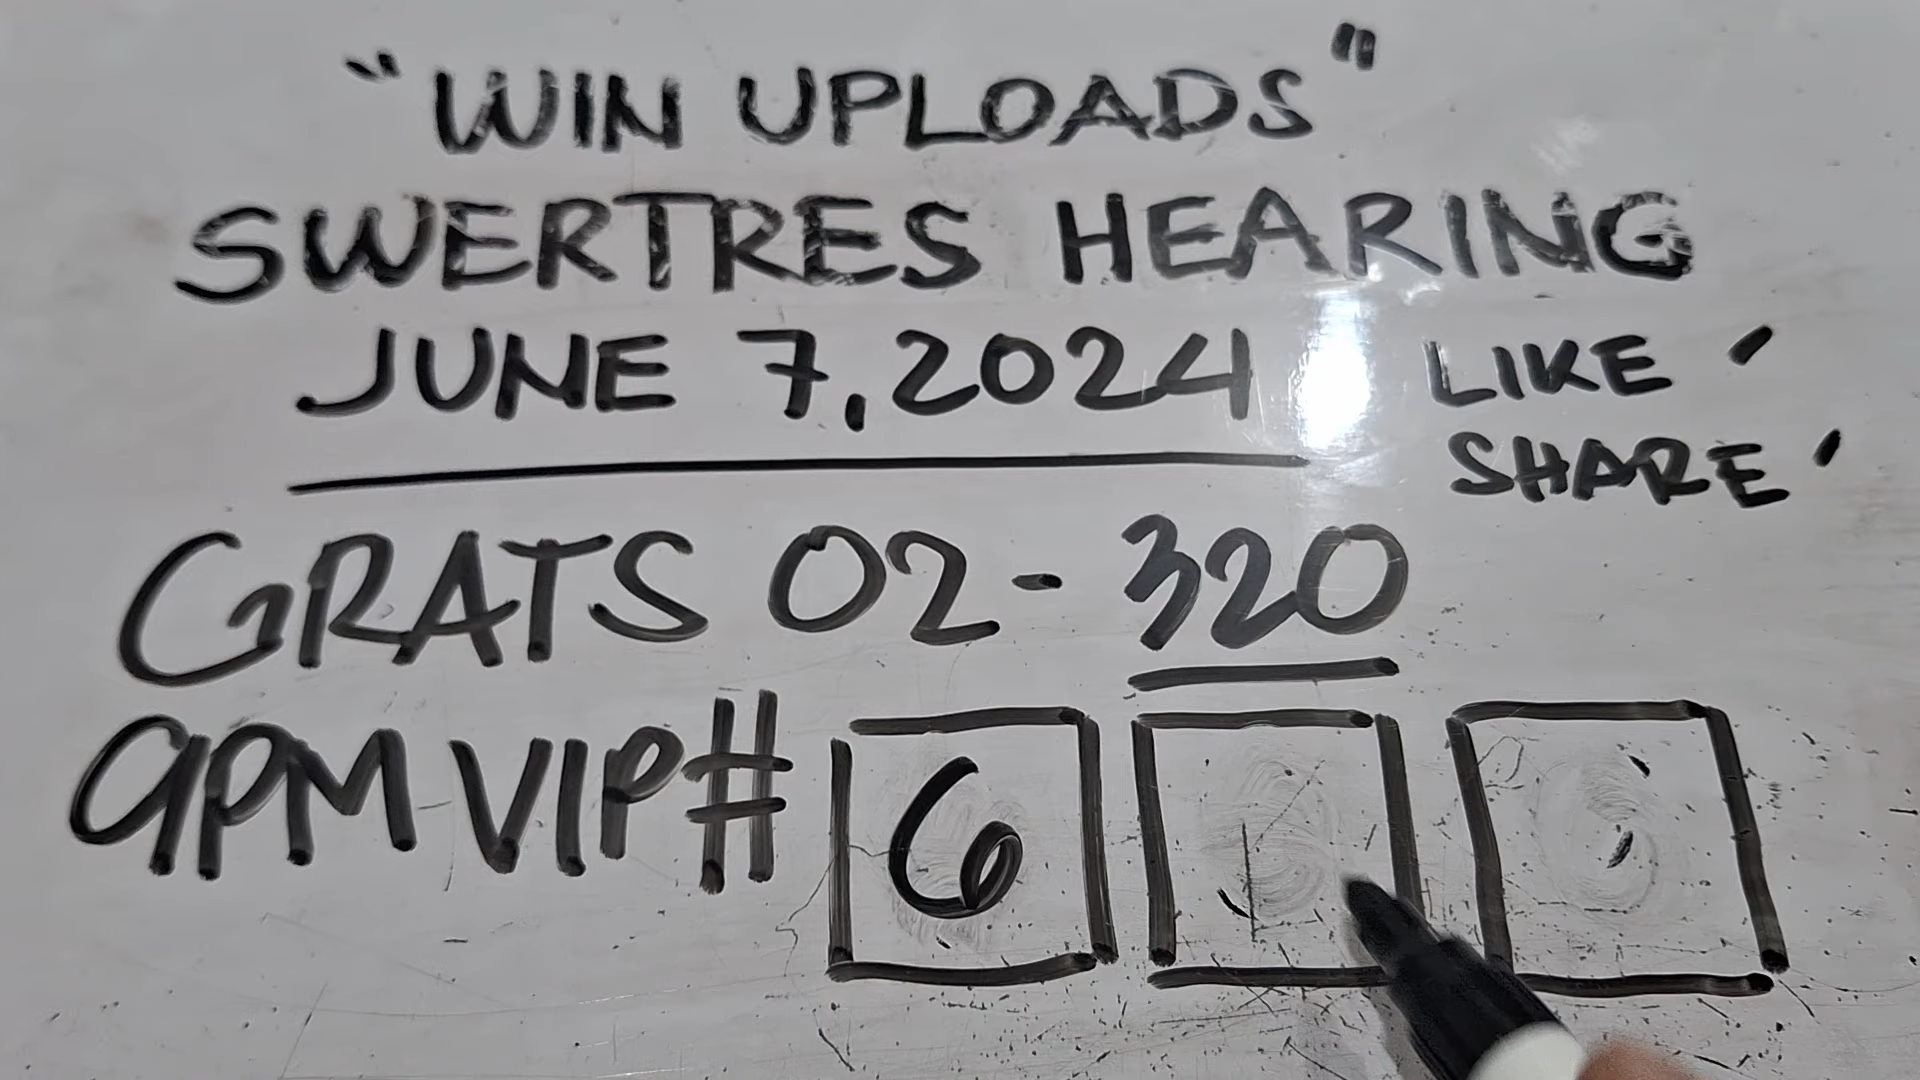 "WIN UPLOADS"
SWERTRES HEARING
JUNE 7, 2024
LIKE
SHARE
GRATS 02-320
9PM VIP# 6